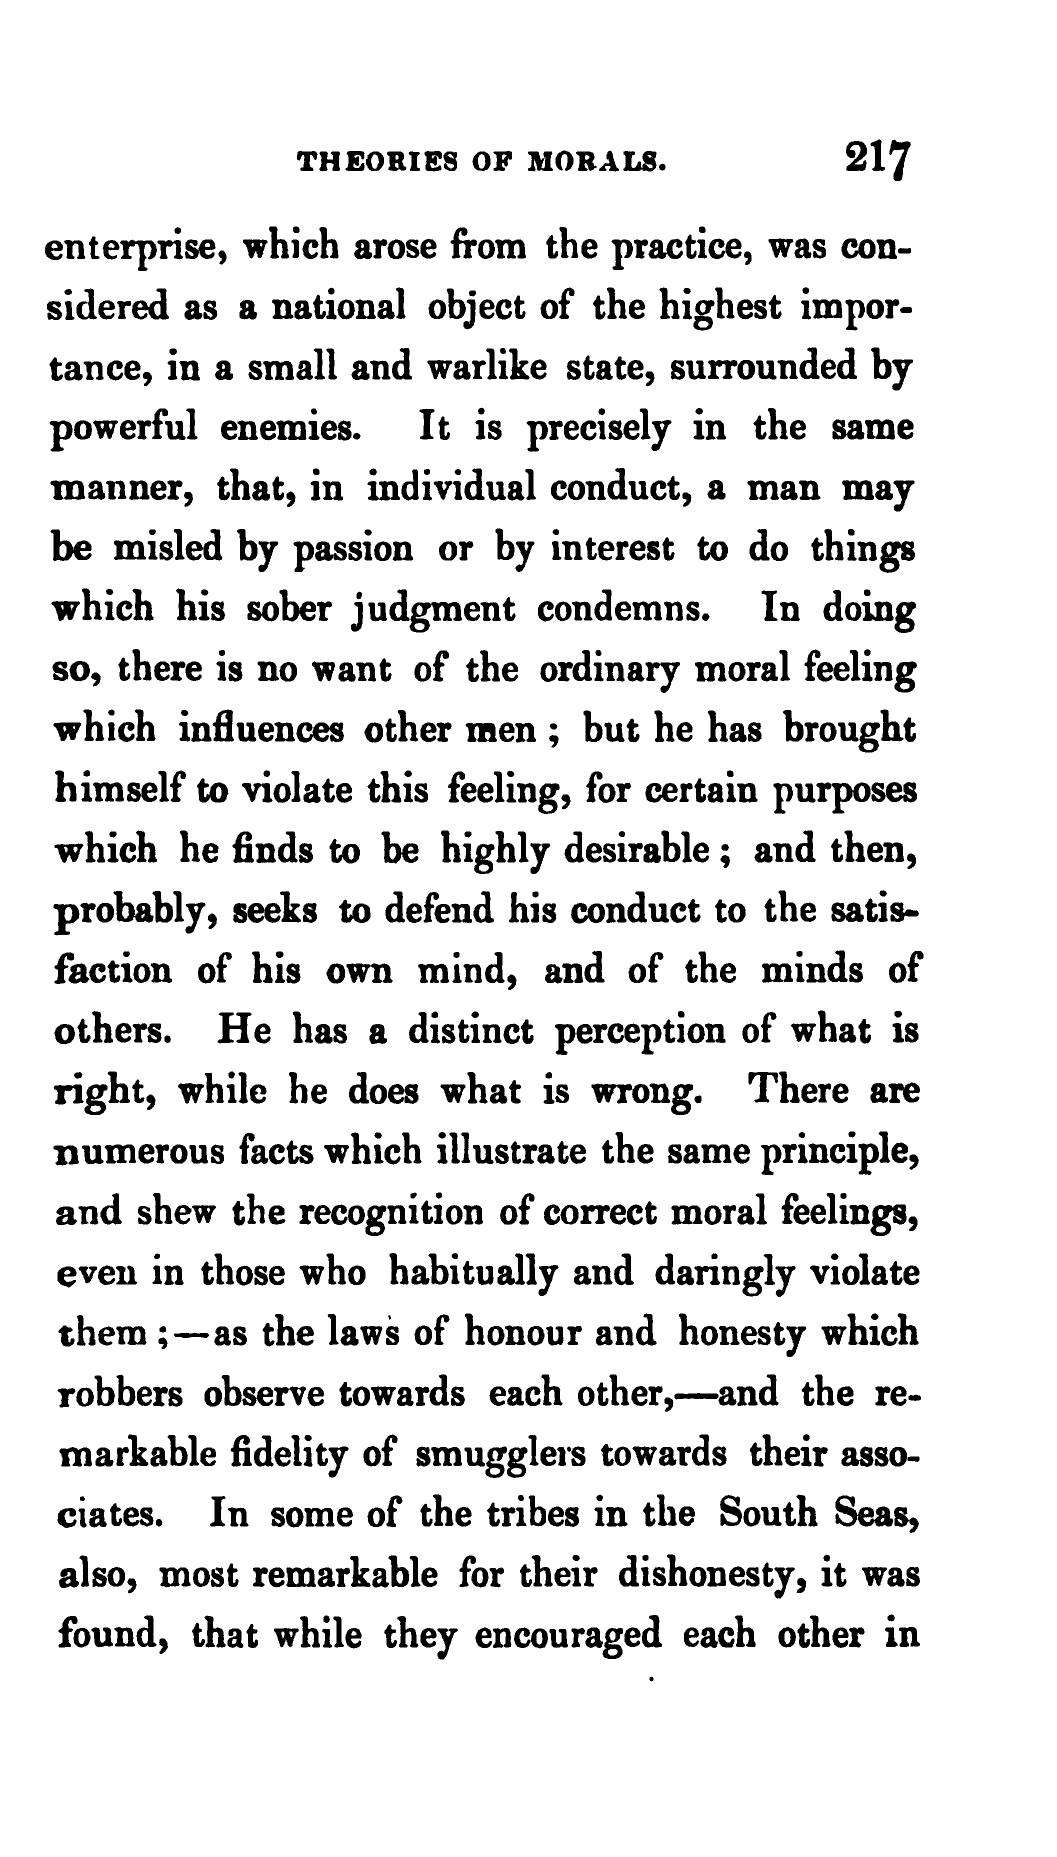 THEORIES OF MORALS. 217
enterprise, which arose from the practice, was con-
sidered as a national object of the highest impor-
tance, in a small and warlike state, surrounded by
powerful enemies. It is precisely in the same
manner, that, in individual conduct, a man may
be misled by passion or by interest to do things
which his sober judgment condemns. In doing
so, there is no want of the ordinary moral feeling
which influences other men ; but he has brought
himself to violate this feeling, for certain purposes
which he finds to be highly desirable ; and then,
probably, seeks to defend his conduct to the satis-
faction of his own mind, and of the minds of
others. He has a distinct perception of what is
right, while he does what is wrong. There are
numerous facts which illustrate the same principle,
and shew the recognition of correct moral feelings,
even in those who habitually and daringly violate
them ;—as the laws of honour and honesty which
robbers observe towards each other,—and the re-
markable fidelity of smugglers towards their asso-
ciates. In some of the tribes in the South Seas,
also, most remarkable for their dishonesty, it was
found, that while they encouraged each other in